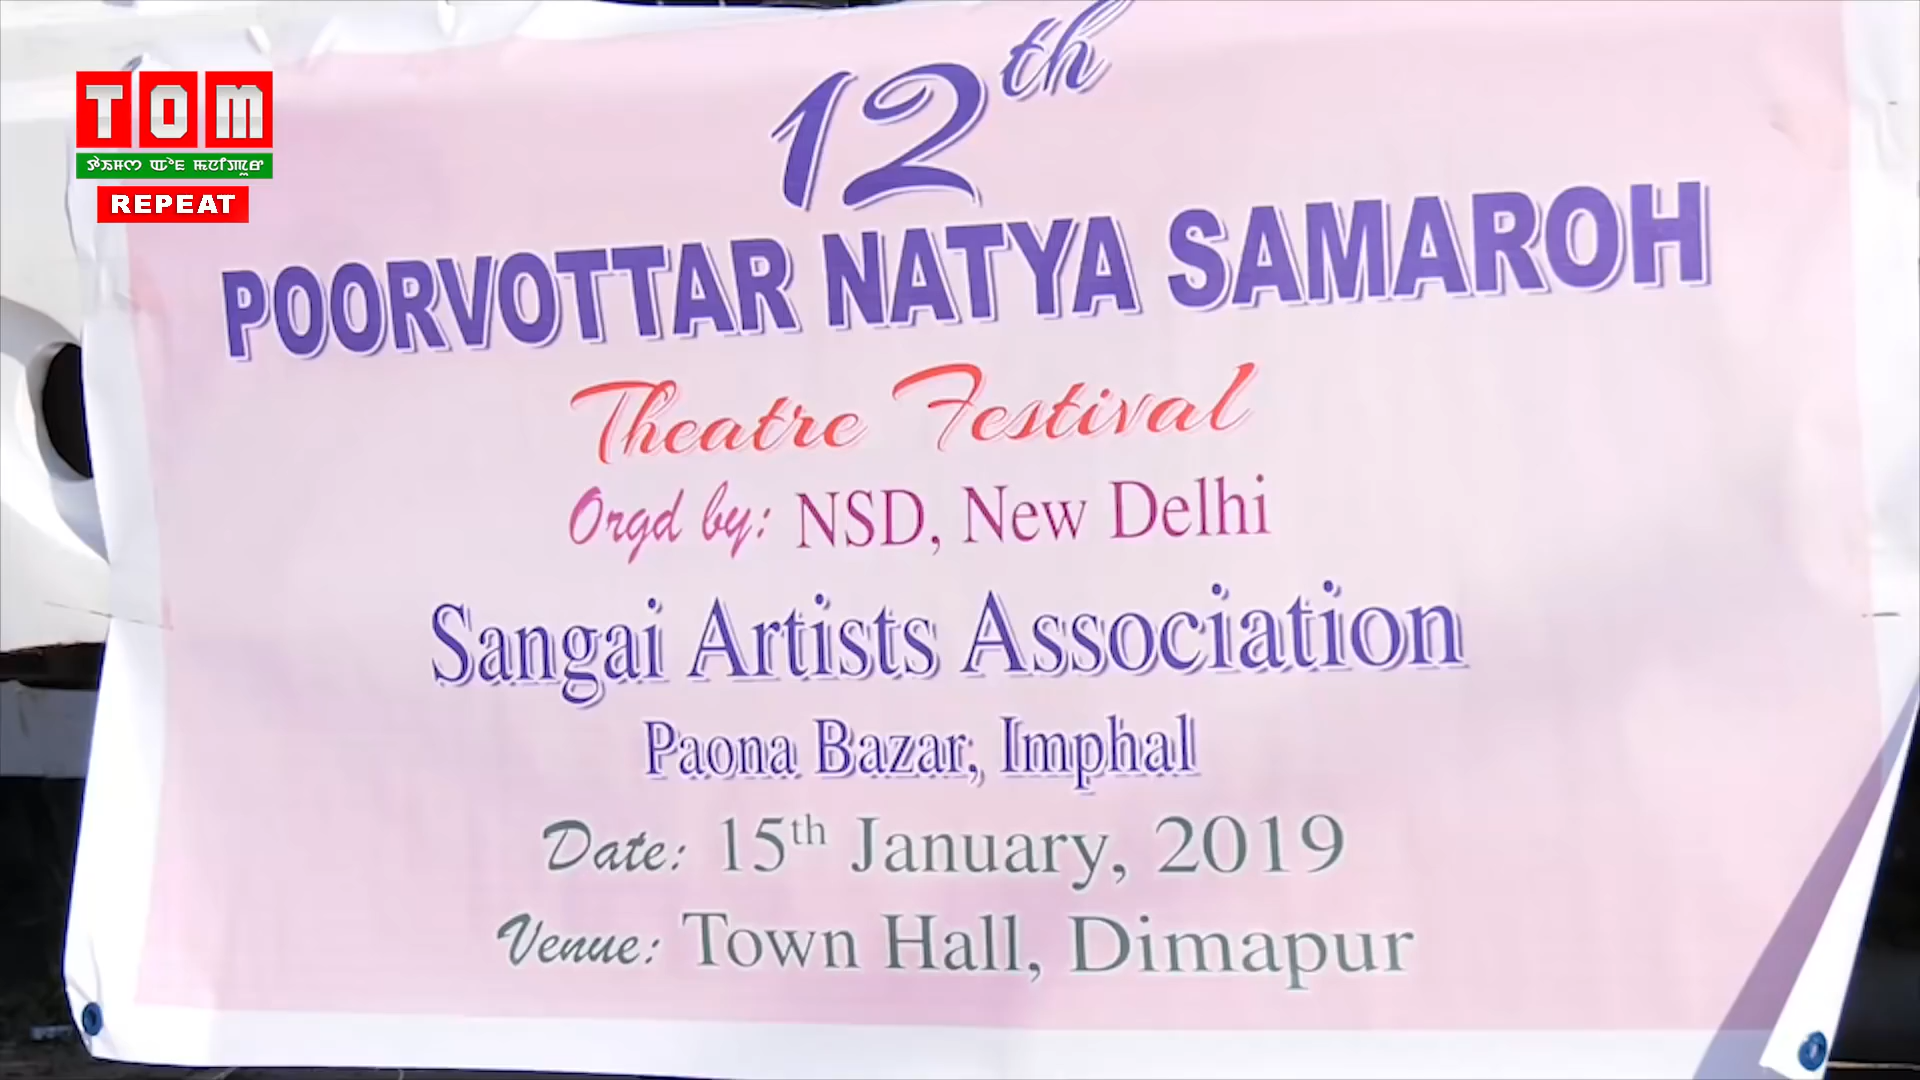 TOM
REPEAT
12th
POORVOTTAR NATYA SAMAROH
Theatre Festival
Orgd by: NSD, New Delhi
Sangai Artists Association
Paona Bazar, Imphal
Date: 15th January, 2019
Venue: Town Hall, Dimapur